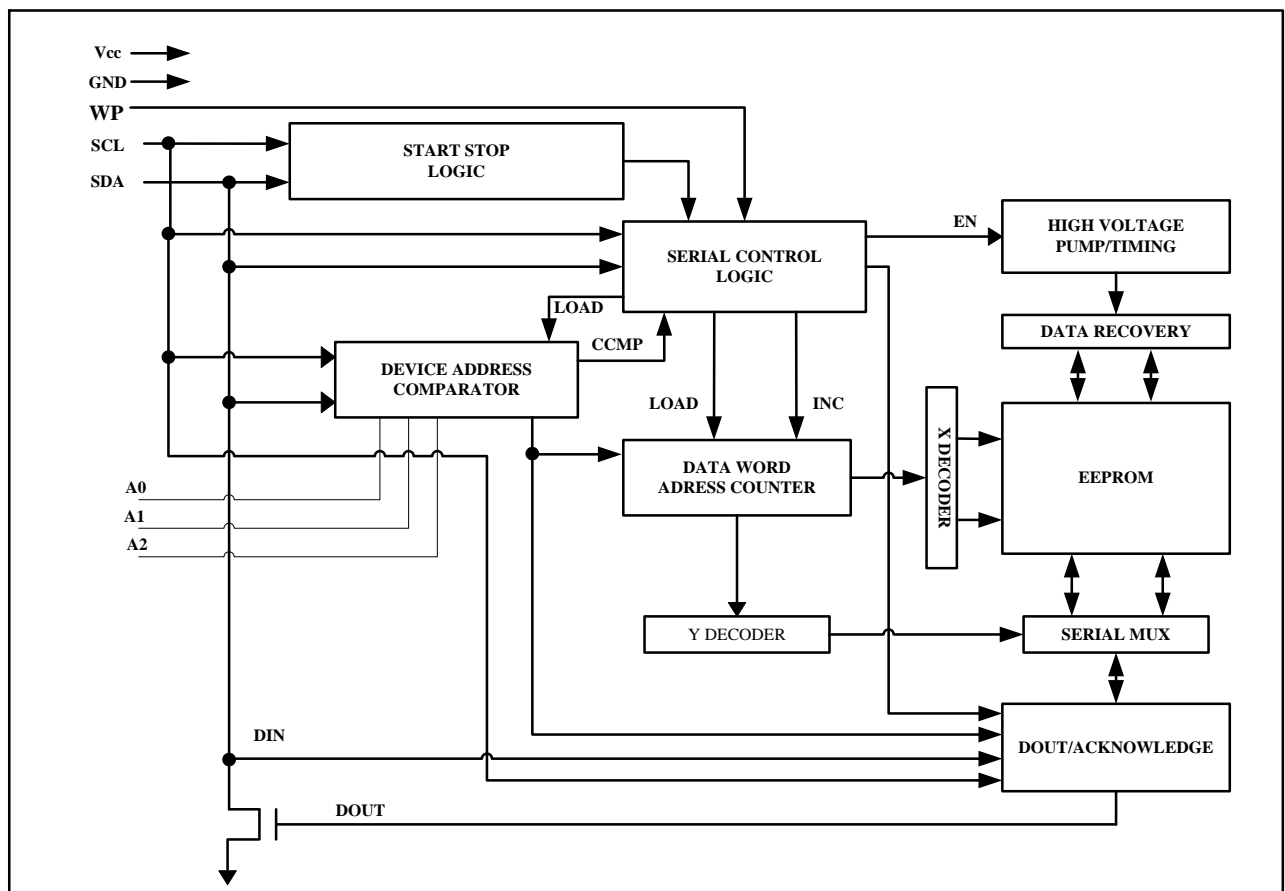 Vcc
GND
WP
SCL
SDA
START STOP
LOGIC
EN
HIGH VOLTAGE
PUMP/TIMING
SERIAL CONTROL
LOGIC
LOAD
CCMP
DATA RECOVERY
DEVICE ADDRESS
COMPARATOR
LOAD
INC
X DECODER
DATA WORD
ADRESS COUNTER
EEPROM
A0
A1
A2
Y DECODER
SERIAL MUX
DIN
DOUT/ACKNOWLEDGE
DOUT